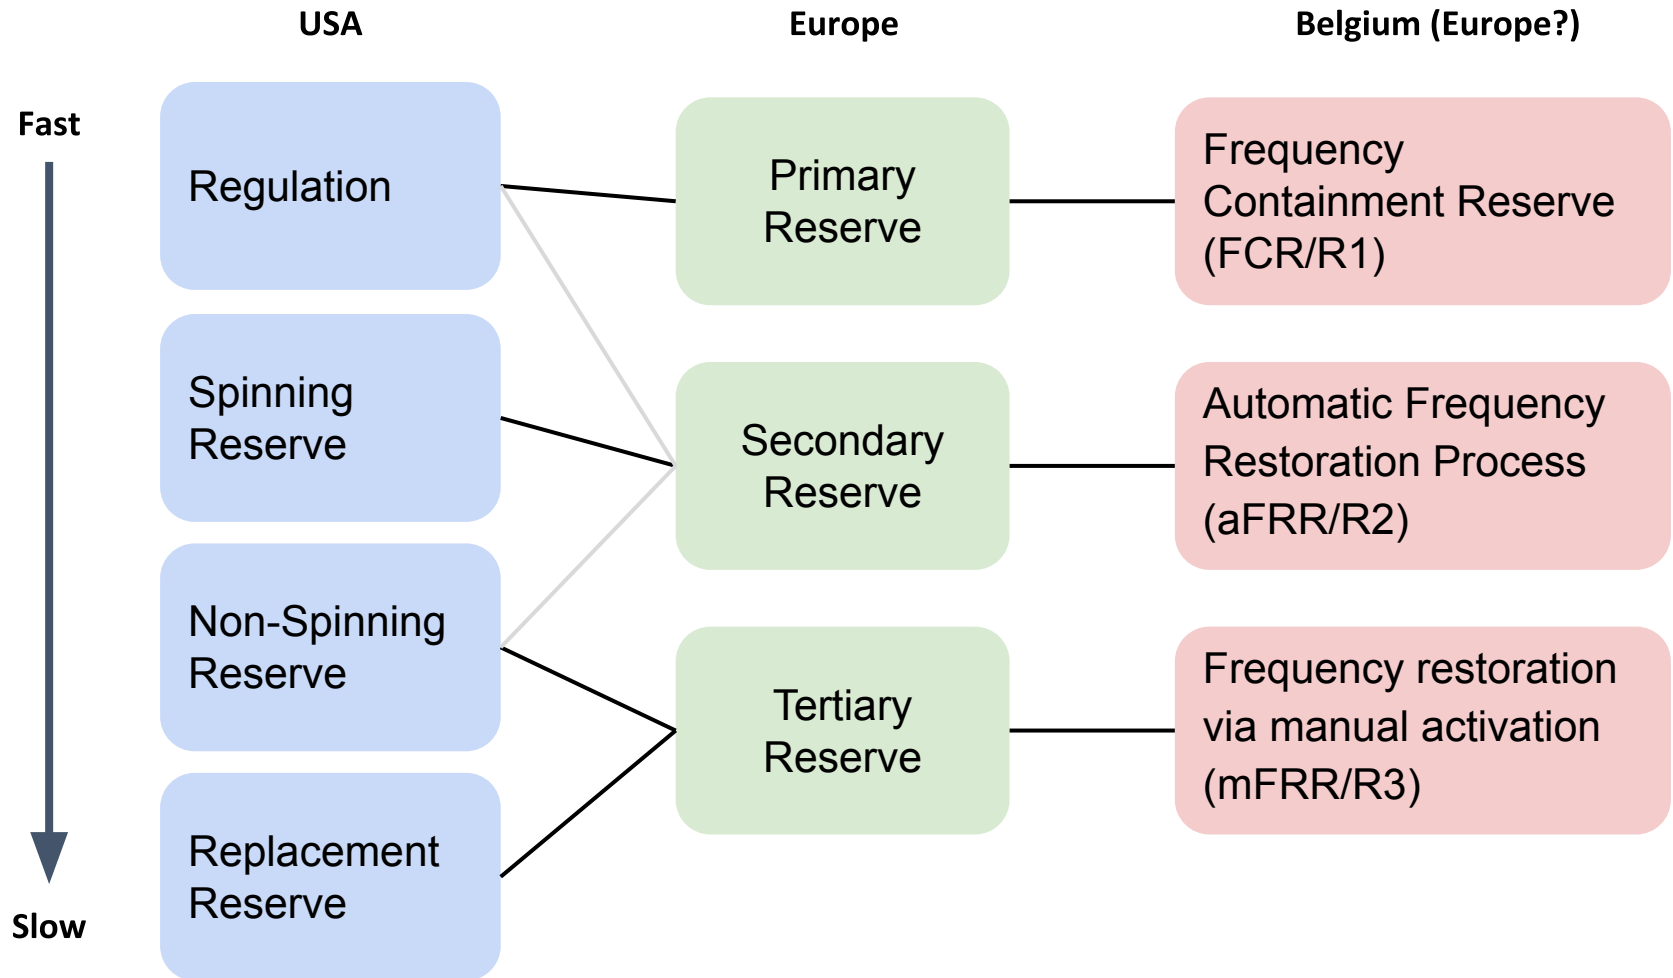 USA
Europe
Belgium (Europe?)
Fast
Slow
Regulation
Spinning
Reserve
Non-Spinning
Reserve
Replacement
Reserve
Primary
Reserve
Secondary
Reserve
Tertiary
Reserve
Frequency
Containment Reserve
(FCR/R1)
Automatic Frequency
Restoration Process
(aFRR/R2)
Frequency restoration
via manual activation
(mFRR/R3)